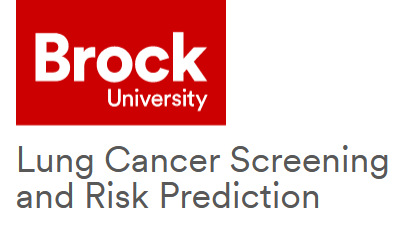 Brock
University
Lung Cancer Screening
and Risk Prediction